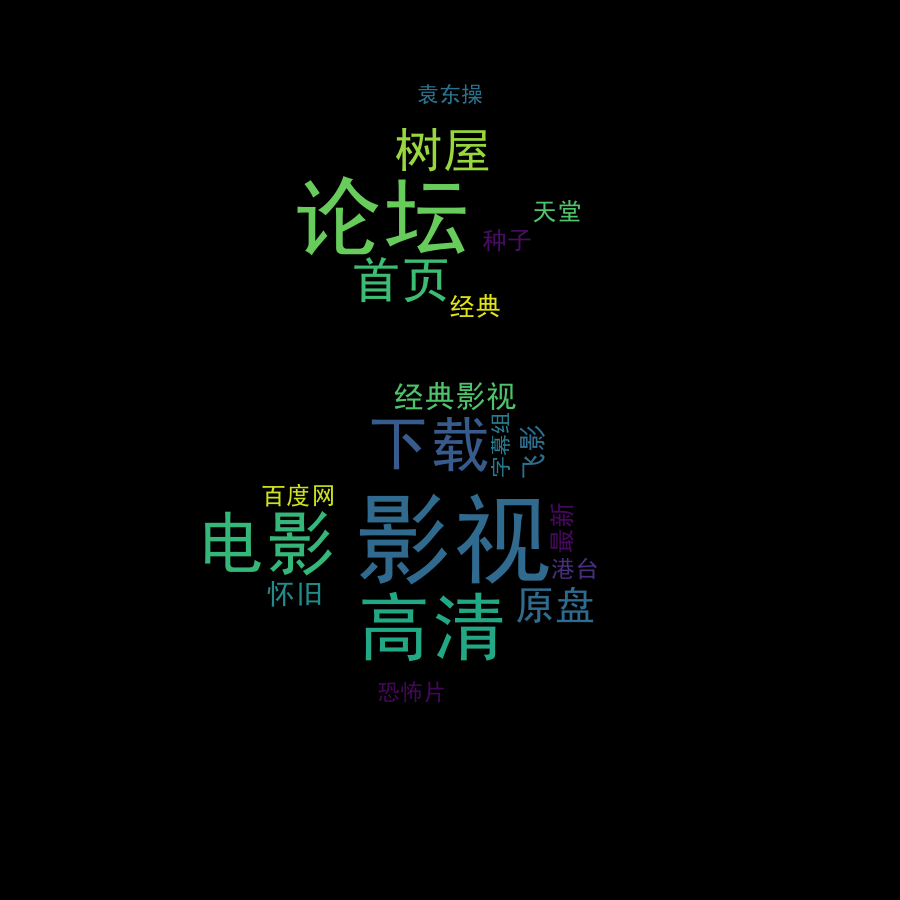 袁东操
树屋
论坛
天堂
种子
首页
经典
经典影视
下载
字幕组
飞影
百度网
电影
影视
最新
港台
怀旧
高清
原盘
恐怖片